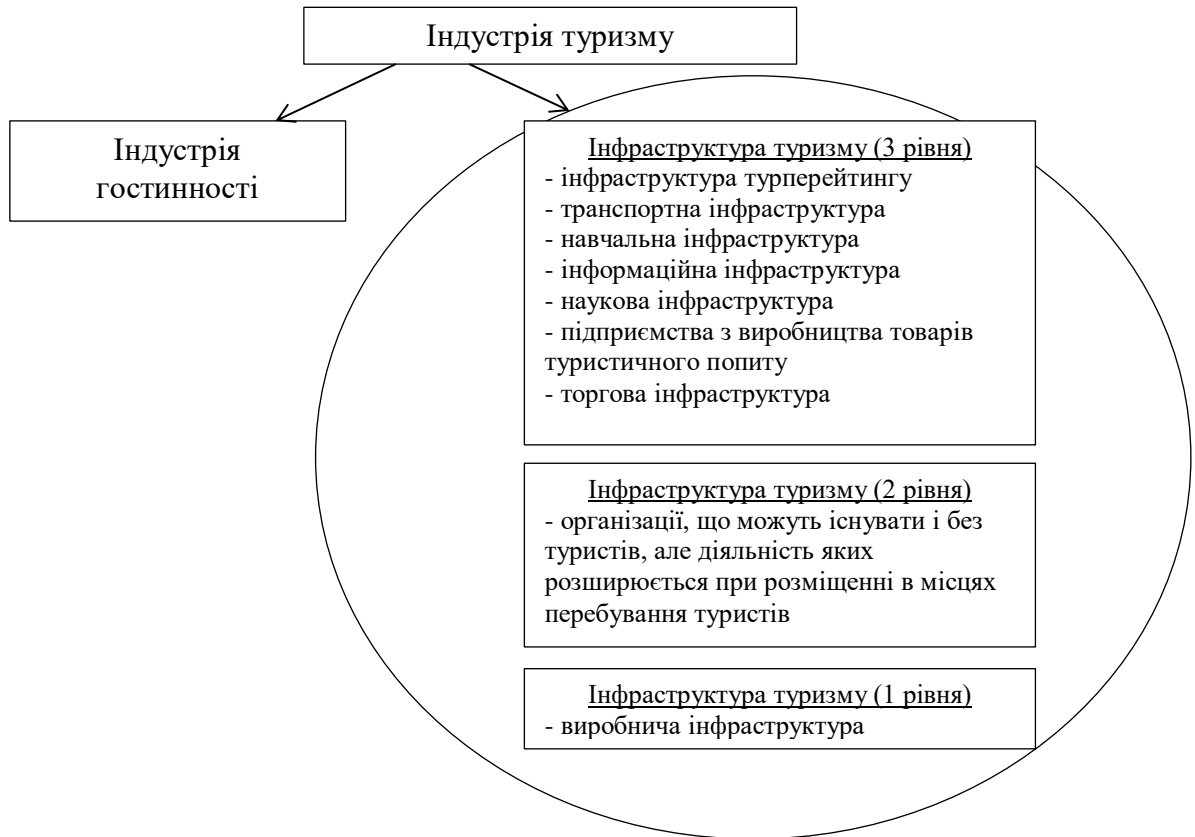 Індустрія туризму
Індустрія
гостинності
Інфраструктура туризму (3 рівня)
- інфраструктура турперейтингу
- транспортна інфраструктура
- навчальна інфраструктура
- інформаційна інфраструктура
- наукова інфраструктура
- підприємства з виробництва товарів
туристичного попиту
- торгова інфраструктура
Інфраструктура туризму (2 рівня)
- організації, що можуть існувати і без
туристів, але діяльність яких
розширюється при розміщенні в місцях
перебування туристів
Інфраструктура туризму (1 рівня)
- виробнича інфраструктура